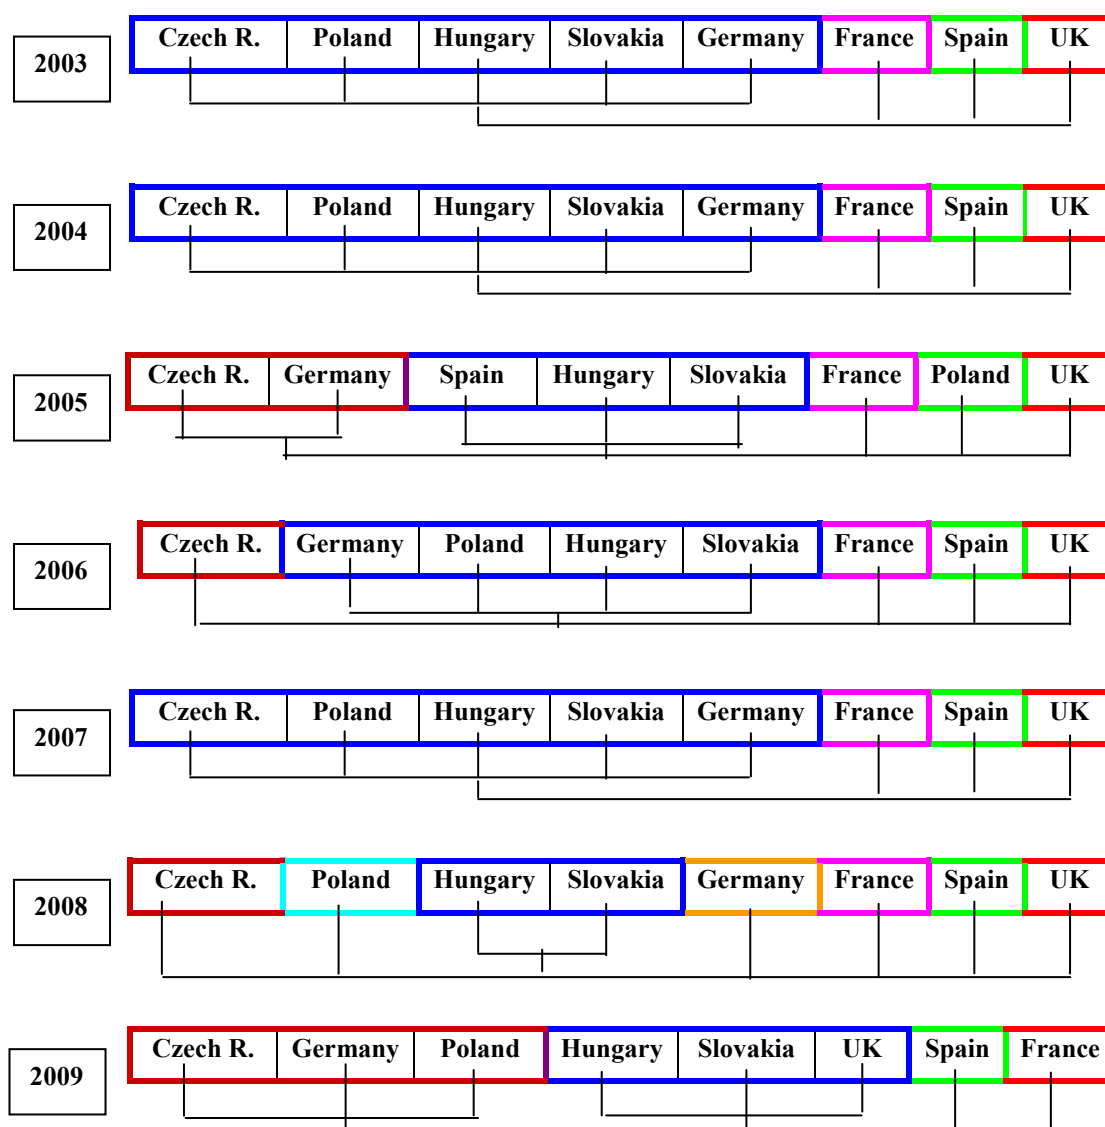 2003 Czech R. Poland Hungary Slovakia Germany France Spain UK
2004 Czech R. Poland Hungary Slovakia Germany France Spain UK
2005 Czech R. Germany Spain Hungary Slovakia France Poland UK
2006 Czech R. Germany Poland Hungary Slovakia France Spain UK
2007 Czech R. Poland Hungary Slovakia Germany France Spain UK
2008 Czech R. Poland Hungary Slovakia Germany France Spain UK
2009 Czech R. Germany Poland Hungary Slovakia UK Spain France